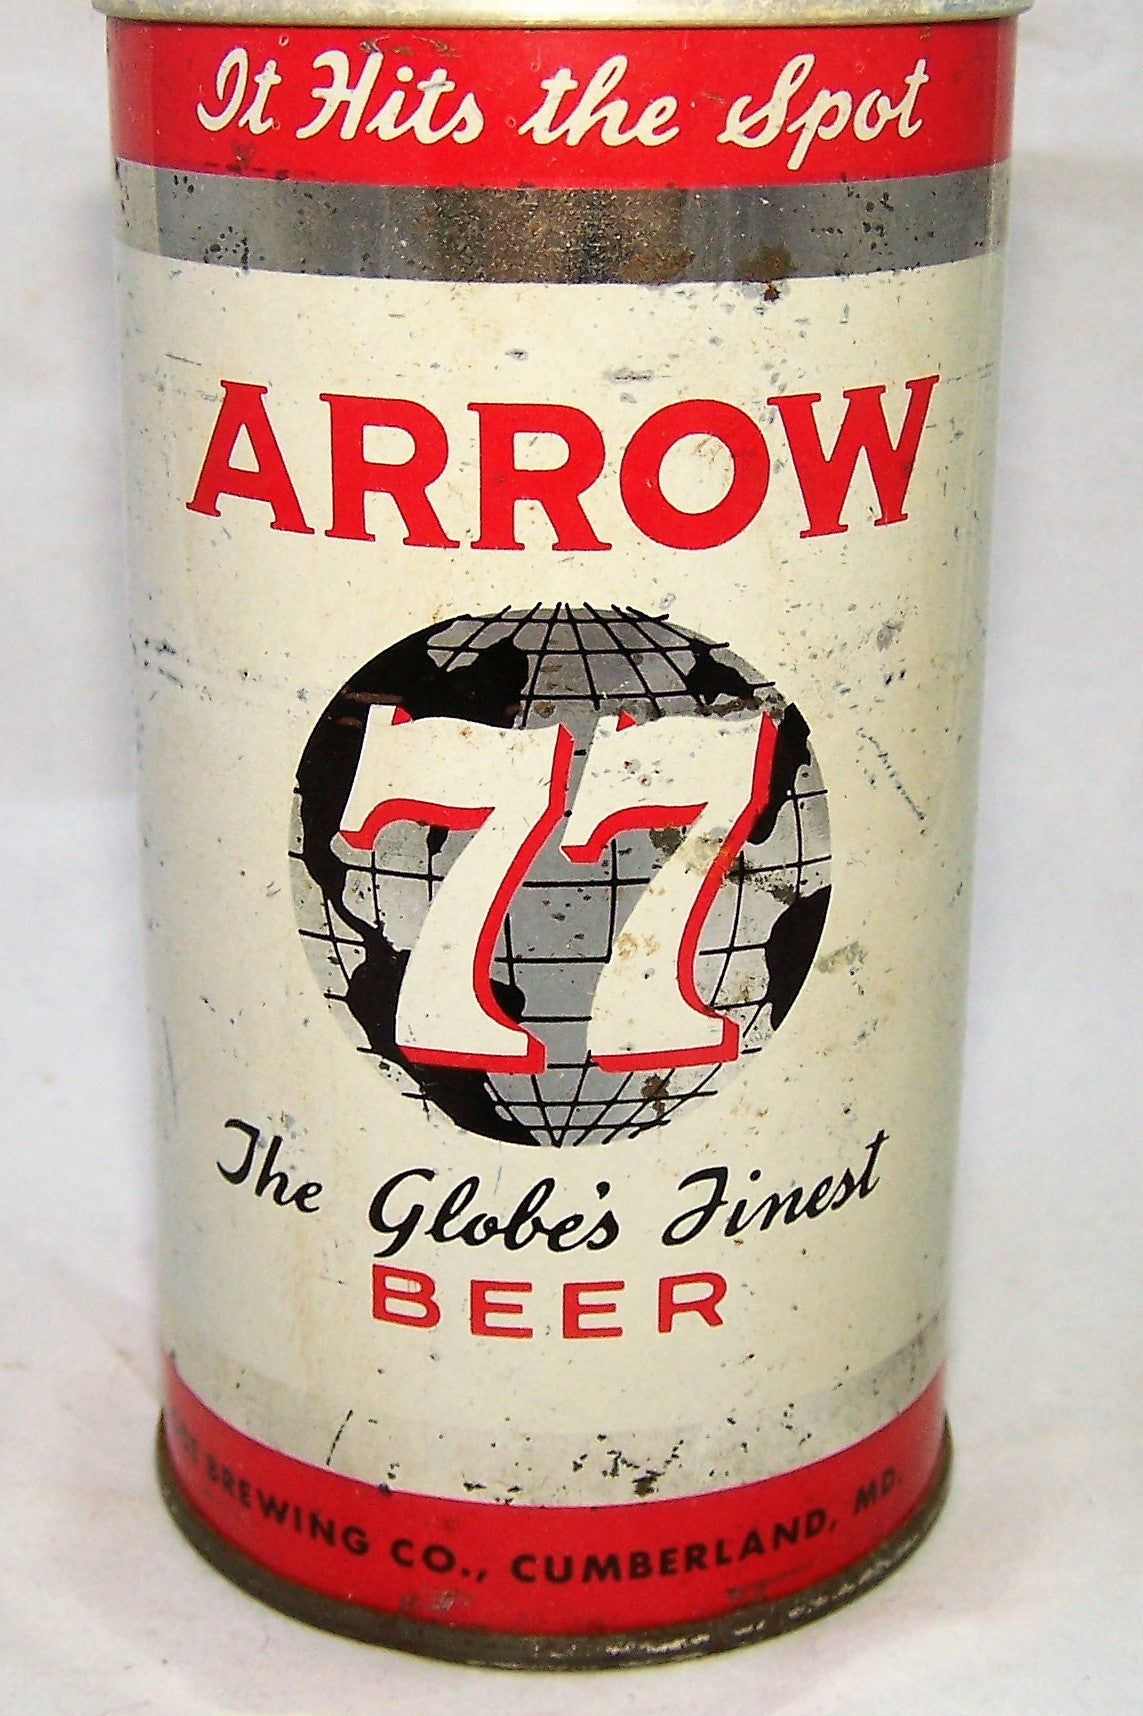 It Hits the Spot
ARROW
77
The Globe's Finest
BEER
BREWING CO., CUMBERLAND, MD.